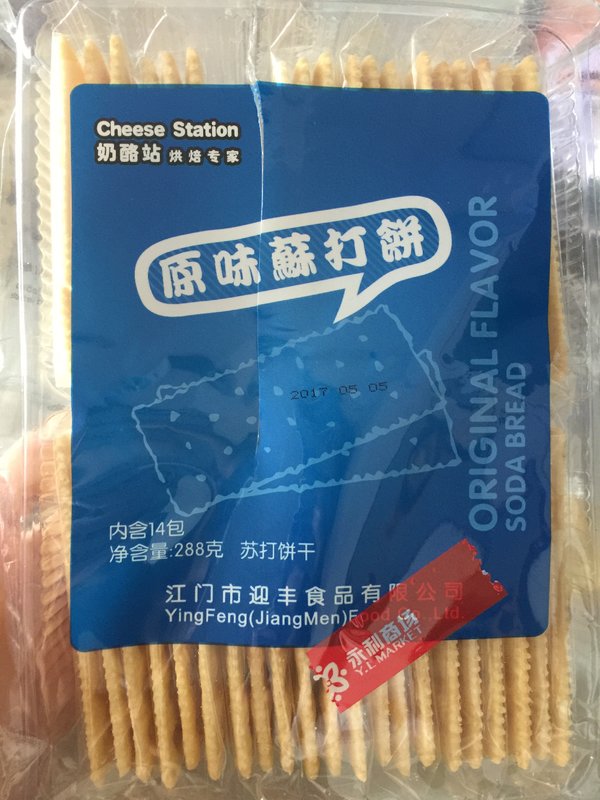 Cheese Station
奶酪站 烘焙专家
原味蘇打餅
ORIGINAL FLAVOR
SODA BREAD
2017 05 05
内含14包
净含量:288克 苏打饼干
江门市迎丰食品有限公司
YingFeng(JiangMen)Food Co., Ltd.
永利商场
Y.L MARKET